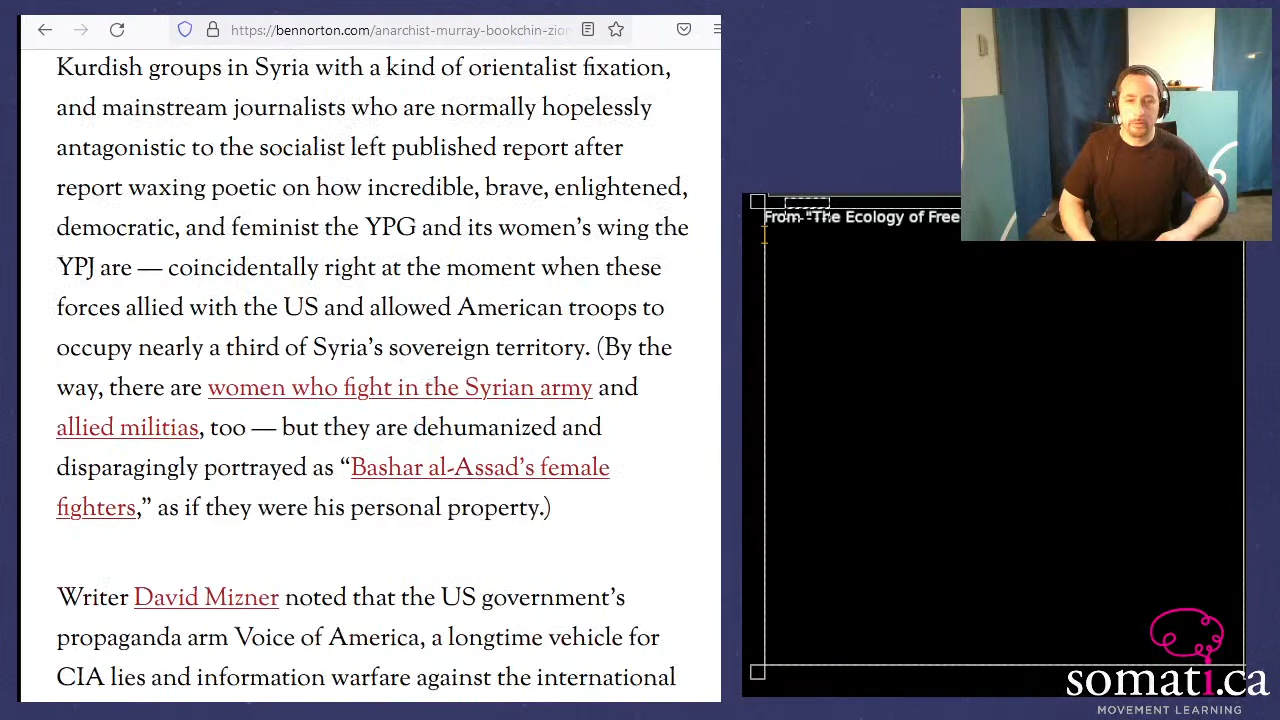 https://bennorton.com/anarchist-murray-bookchin-zion
Kurdish groups in Syria with a kind of orientalist fixation,
and mainstream journalists who are normally hopelessly
antagonistic to the socialist left published report after
report waxing poetic on how incredible, brave, enlightened,
democratic, and feminist the YPG and its women’s wing the
YPJ are — coincidentally right at the moment when these
forces allied with the US and allowed American troops to
occupy nearly a third of Syria’s sovereign territory. (By the
way, there are women who fight in the Syrian army and
allied militias, too — but they are dehumanized and
disparagingly portrayed as “Bashar al-Assad’s female
fighters,” as if they were his personal property.)
Writer David Mizner noted that the US government’s
propaganda arm Voice of America, a longtime vehicle for
CIA lies and information warfare against the international
From "The Ecology of Free
somati.ca
MOVEMENT LEARNING